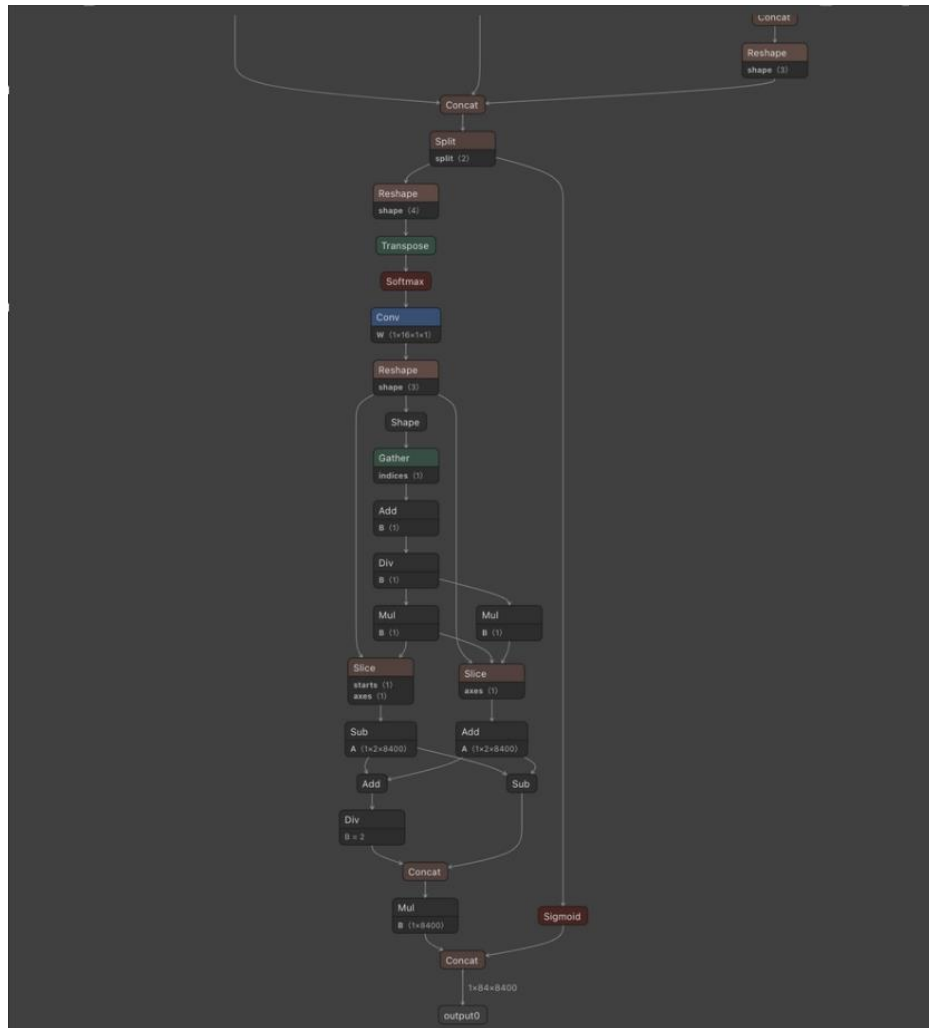 Concat
Reshape
shape ⟨3⟩
Concat
Split
split ⟨2⟩
Reshape
shape ⟨4⟩
Transpose
Softmax
Conv
W ⟨1×16×1×1⟩
Reshape
shape ⟨3⟩
Shape
Gather
indices ⟨1⟩
Add
B ⟨1⟩
Div
B ⟨1⟩
Mul
B ⟨1⟩
Mul
B ⟨1⟩
Slice
starts ⟨1⟩
axes ⟨1⟩
Slice
axes ⟨1⟩
Sub
A ⟨1×2×8400⟩
Add
A ⟨1×2×8400⟩
Add
Sub
Div
B = 2
Concat
Mul
B ⟨1×8400⟩
Sigmoid
Concat
1×84×8400
output0